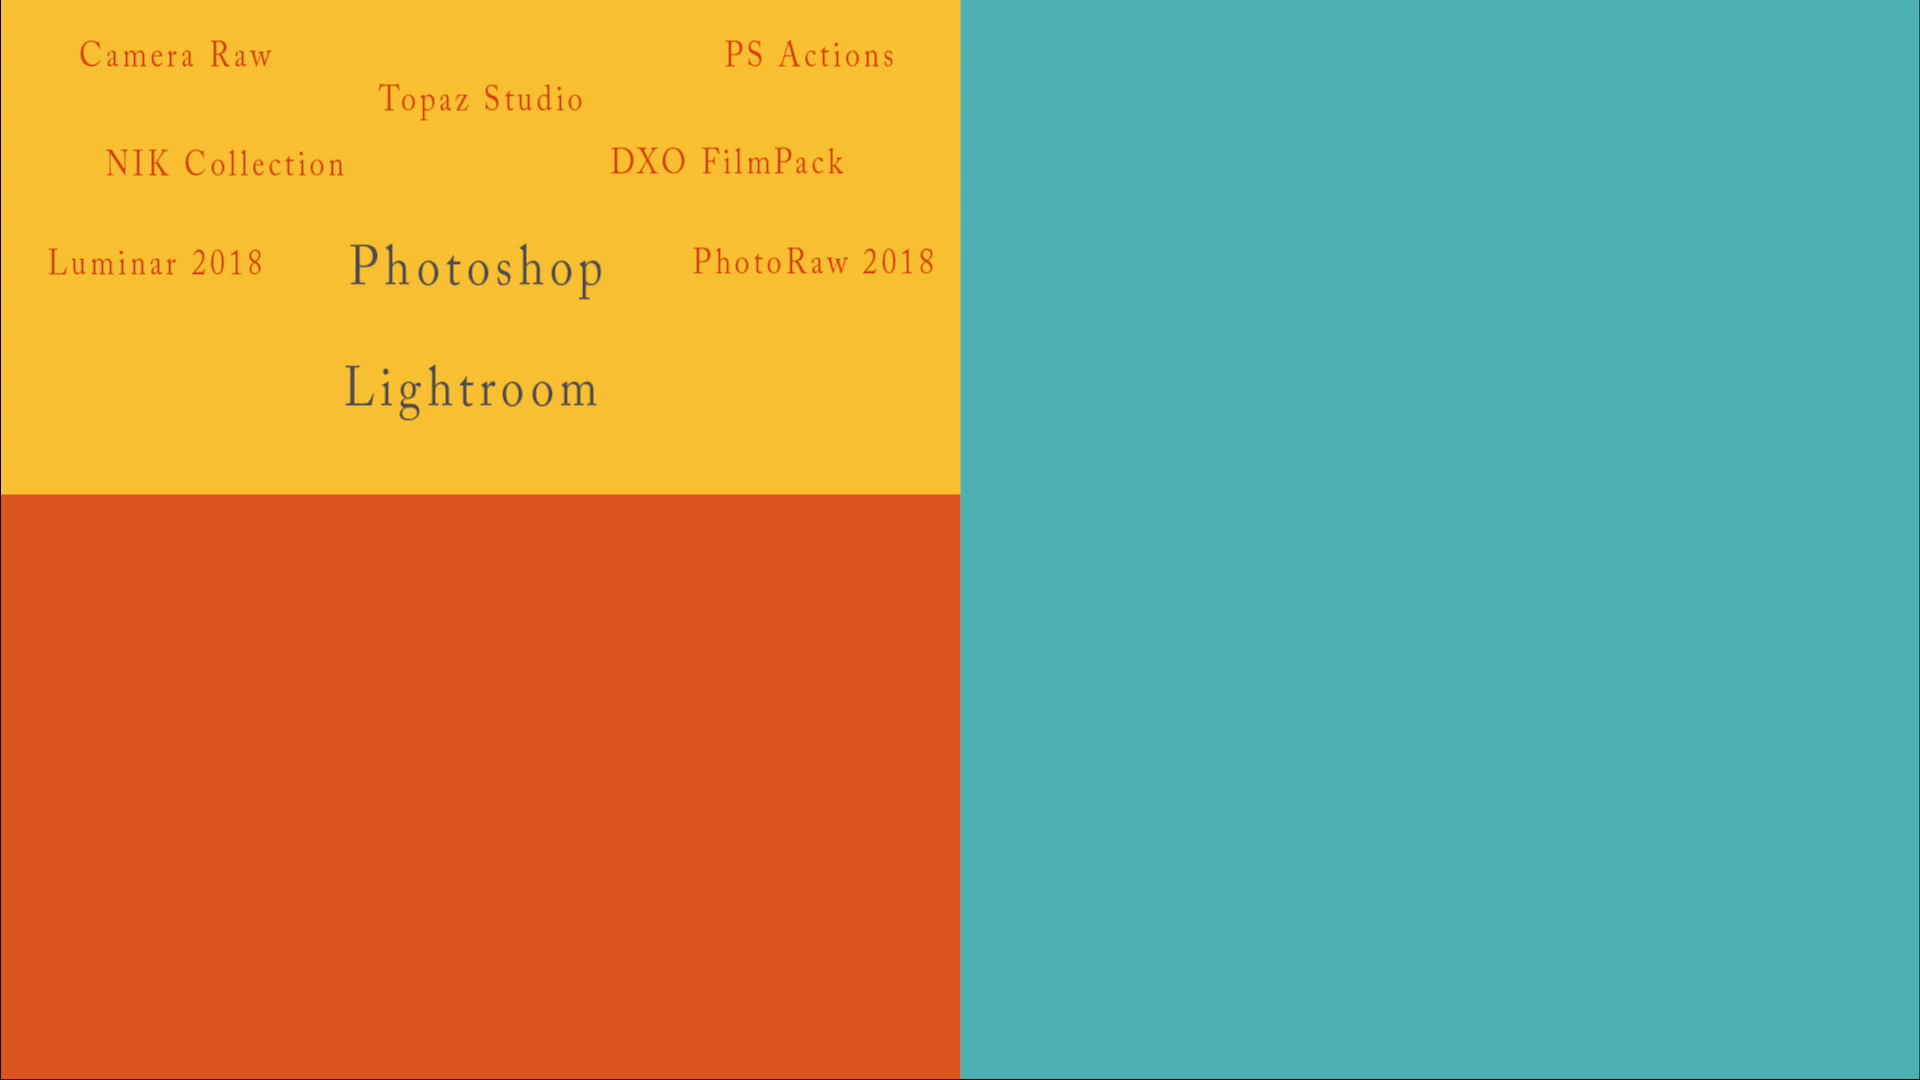 Camera Raw
PS Actions
Topaz Studio
NIK Collection
DXO FilmPack
Luminar 2018
Photoshop
PhotoRaw 2018
Lightroom